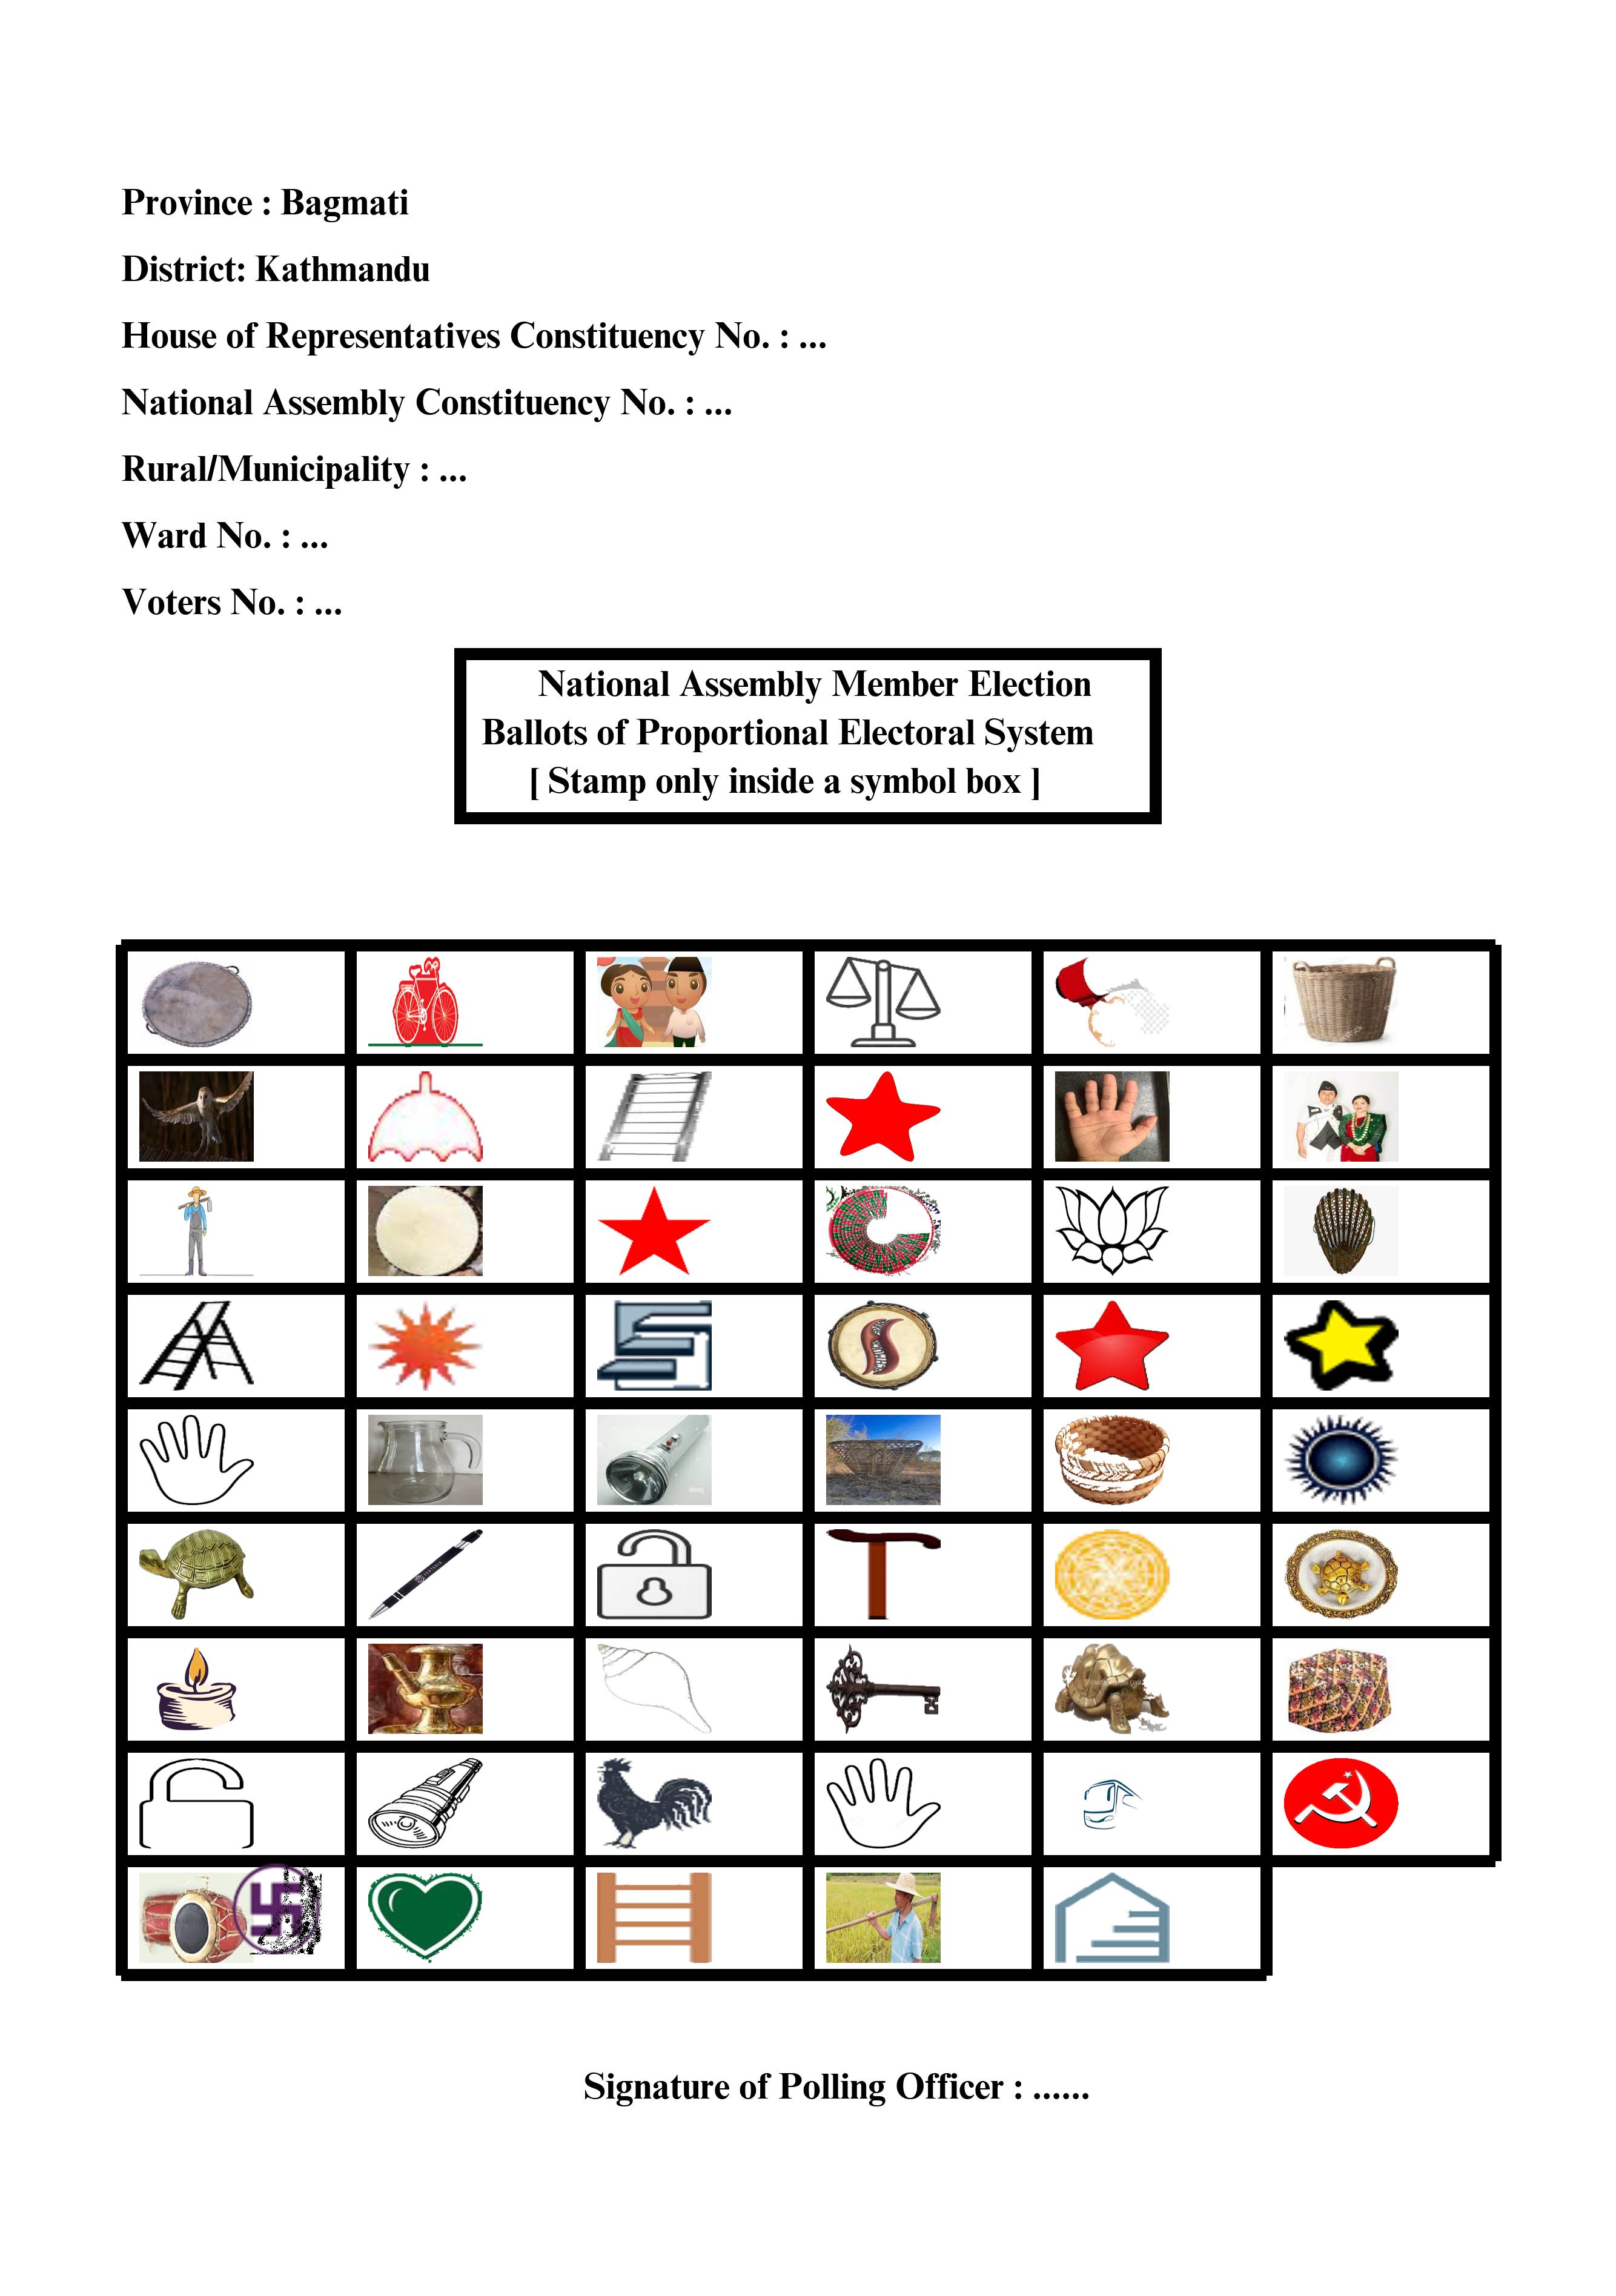 Province : Bagmati
District: Kathmandu
House of Representatives Constituency No. : ...
National Assembly Constituency No. : ...
Rural/Municipality : ...
Ward No. : ...
Voters No. : ...
National Assembly Member Election
Ballots of Proportional Electoral System
[ Stamp only inside a symbol box ]
Signature of Polling Officer : ......